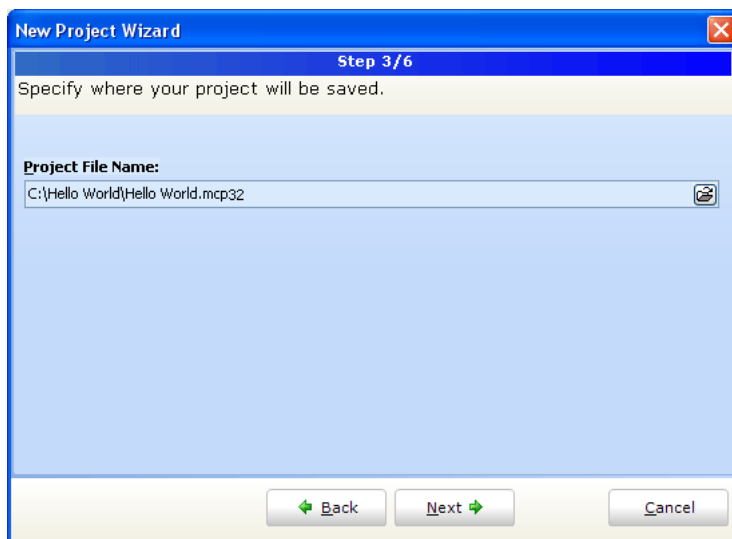 New Project Wizard
Step 3/6
Specify where your project will be saved.
Project File Name:
C:\Hello World\Hello World.mcp32
Back Next Cancel